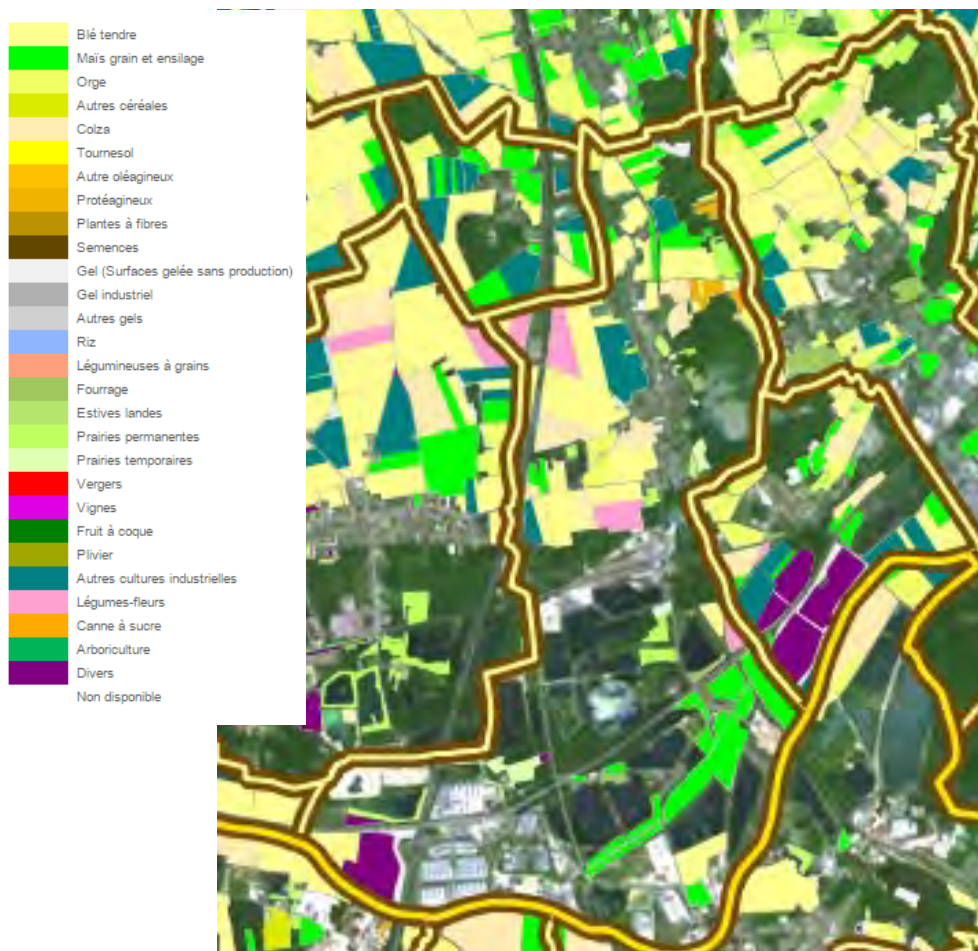 Blé tendre
Maïs grain et ensilage
Orge
Autres céréales
Colza
Tournesol
Autre oléagineux
Protéagineux
Plantes à fibres
Semences
Gel (Surfaces gelée sans production)
Gel industriel
Autres gels
Riz
Légumineuses à grains
Fourrage
Estives landes
Prairies permanentes
Prairies temporaires
Vergers
Vignes
Fruit à coque
Plivier
Autres cultures industrielles
Légumes-fleurs
Canne à sucre
Arboriculture
Divers
Non disponible